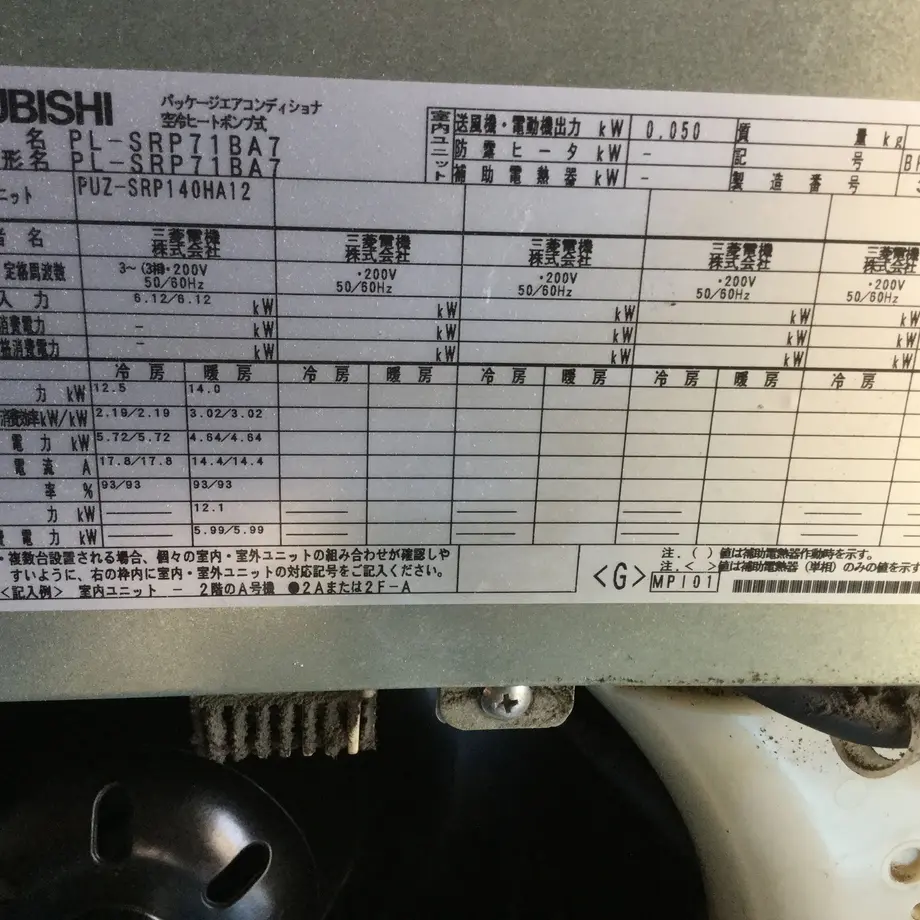 UBISHI パッケージエアコンディショナ
空冷ヒートポンプ式
名 PL-SRP71BA7
形名 PL-SRP71BA7
室内ユニット
送風機・電動機出力 kW 0.050 質 量 kg
防露ヒータ kW - 記 号
補助電熱器 kW - 製造番号
ニット PUZ-SRP140HA12
者名 三菱電機株式会社 三菱電機株式会社 三菱電機株式会社 三菱電機株式会社 三菱電機株式会社
定格周波数 3~(3相・200V 50/60Hz ・200V 50/60Hz ・200V 50/60Hz ・200V 50/60Hz ・200V 50/60Hz
入力 6.12/6.12 kW kW kW kW kW
消費電力 - kW kW kW kW kW
格消費電力 - kW kW kW kW kW
冷房 暖房 冷房 暖房 冷房 暖房 冷房 暖房 冷房
力 kW 12.5 14.0
消費効率kW/kW 2.19/2.19 3.02/3.02
電力 kW 5.72/5.72 4.64/4.64
電流 A 17.8/17.8 14.4/14.4
率 % 93/93 93/93
力 kW 12.1
電力 kW 5.99/5.99
・複数台設置される場合、個々の室内・室外ユニットの組み合わせが確認しや
すいように、右の枠内に室内・室外ユニットの対応記号をご記入ください。
<記入例> 室内ユニット - 2階のA号機 ●2Aまたは2F-A
<G>
注.( )値は補助電熱器作動時を示す。
注.< >値は補助電熱器(単相)のみの値を示す
MPI01